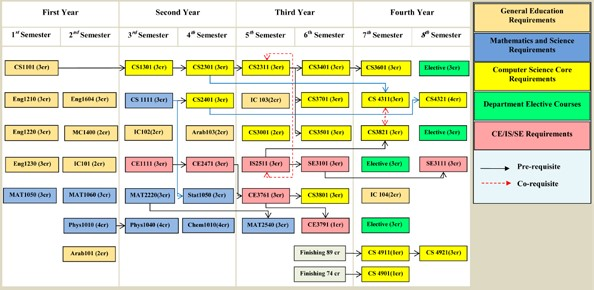 First Year Second Year Third Year Fourth Year
1st Semester 2nd Semester 3rd Semester 4th Semester 5th Semester 6th Semester 7th Semester 8th Semester
CS1101 (3cr) CS1301 (3cr) CS2301 (3cr) CS2311 (3cr) CS3401 (3cr) CS3601 (3cr) Elective (3cr)
Eng1210 (3cr) Eng1604 (3cr) CS 1111 (3cr) CS2401 (3cr) IC 103(2cr) CS3701 (3cr) CS 4311(3cr) CS4321 (4cr)
Eng1220 (3cr) MC1400 (2cr) IC102(2cr) Arab103(2cr) CS3001 (2cr) CS3501 (3cr) CS3821 (3cr) Elective (3cr)
Eng1230 (3cr) IC101 (2cr) CE1111 (3cr) CE2471 (3cr) IS2511 (3cr) SE3101 (3cr) Elective (3cr) SE3111 (3cr)
MAT1050 (3cr) MAT1060 (3cr) MAT2220(3cr) Stat1050 (3cr) CE3761 (3cr) CS3801 (3cr) IC 104(2cr)
Phys1010 (4cr) Phys1040 (4cr) Chem1010(4cr) MAT2540 (3cr) CE3791 (1cr) Elective (3cr)
Arab101 (2cr) Finishing 89 cr CS 4911(1cr) CS 4921(3cr)
Finishing 74 cr CS 4901(1cr)
General Education
Requirements
Mathematics and Science
Requirements
Computer Science Core
Requirements
Department Elective Courses
CE/IS/SE Requirements
Pre-requisite
Co-requisite